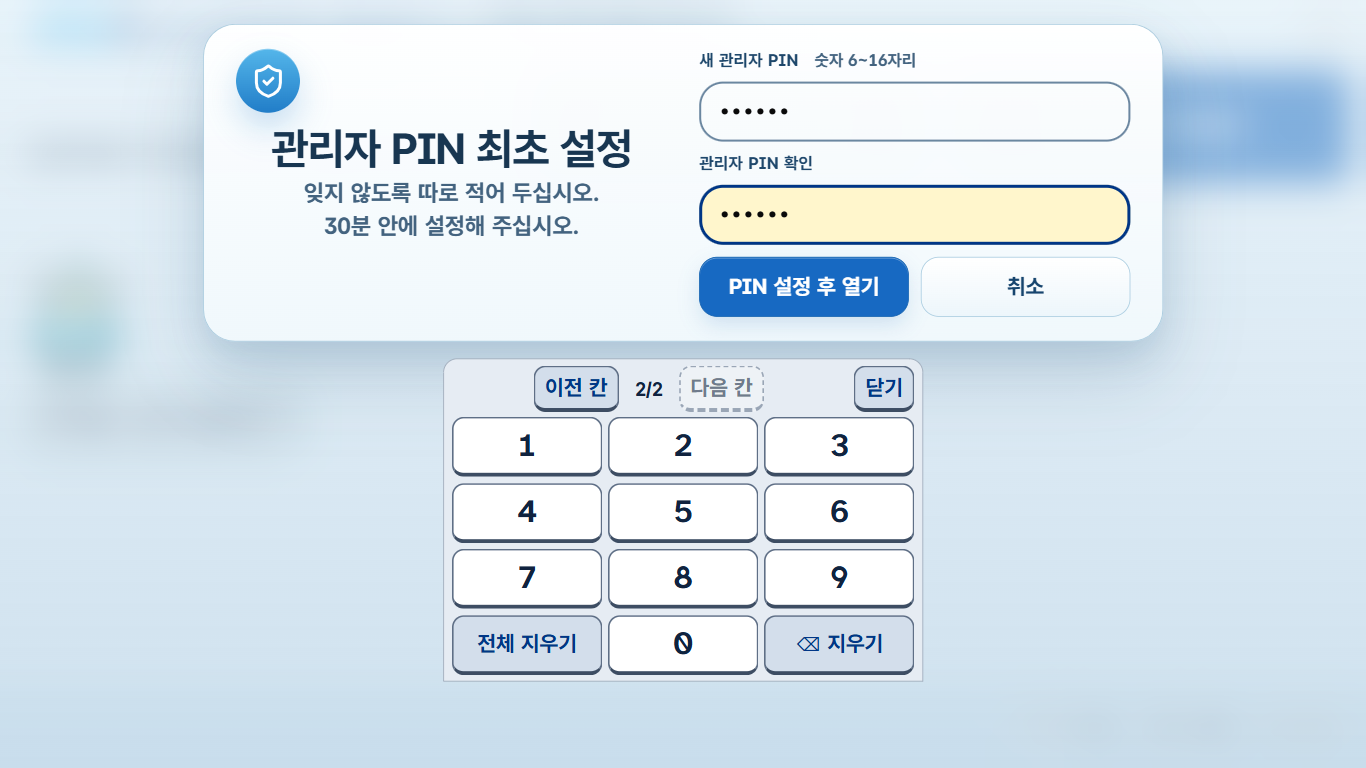 관리자 PIN 최초 설정
잊지 않도록 따로 적어 두십시오.
30분 안에 설정해 주십시오.
새 관리자 PIN 숫자 6~16자리
••••••
관리자 PIN 확인
••••••
PIN 설정 후 열기 취소
이전 칸 2/2 다음 칸 닫기
1 2 3
4 5 6
7 8 9
전체 지우기 0 ⌫ 지우기